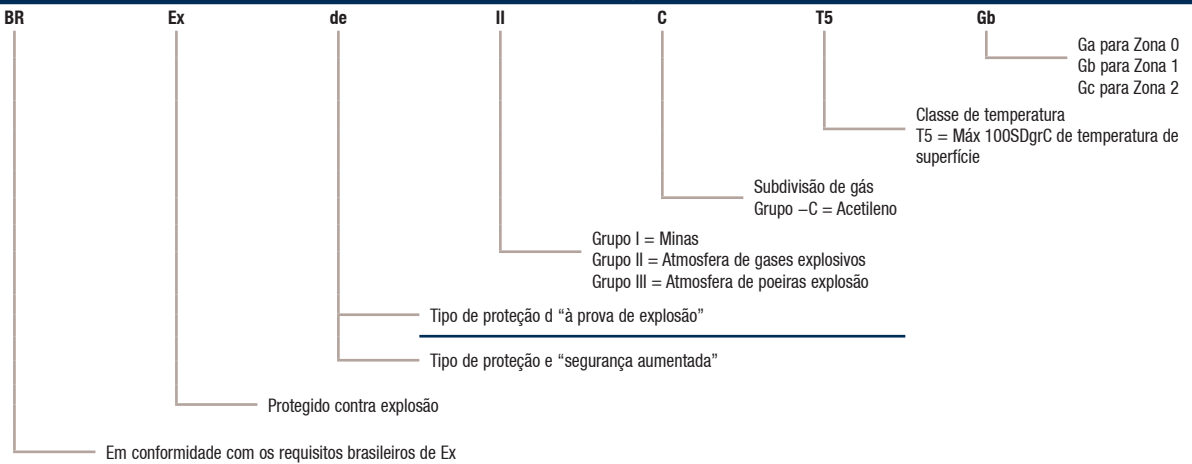 BR Ex de II C T5 Gb
Ga para Zona 0
Gb para Zona 1
Gc para Zona 2
Classe de temperatura
T5 = Máx 100SDgrC de temperatura de
superfície
Subdivisão de gás
Grupo –C = Acetileno
Grupo I = Minas
Grupo II = Atmosfera de gases explosivos
Grupo III = Atmosfera de poeiras explosão
Tipo de proteção d “à prova de explosão”
Tipo de proteção e “segurança aumentada”
Protegido contra explosão
Em conformidade com os requisitos brasileiros de Ex